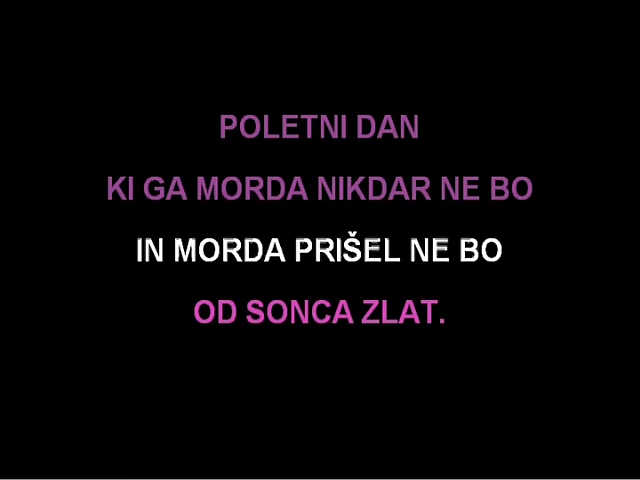 POLETNI DAN
KI GA MORDA NIKDAR NE BO
IN MORDA PRIŠEL NE BO
OD SONCA ZLAT.